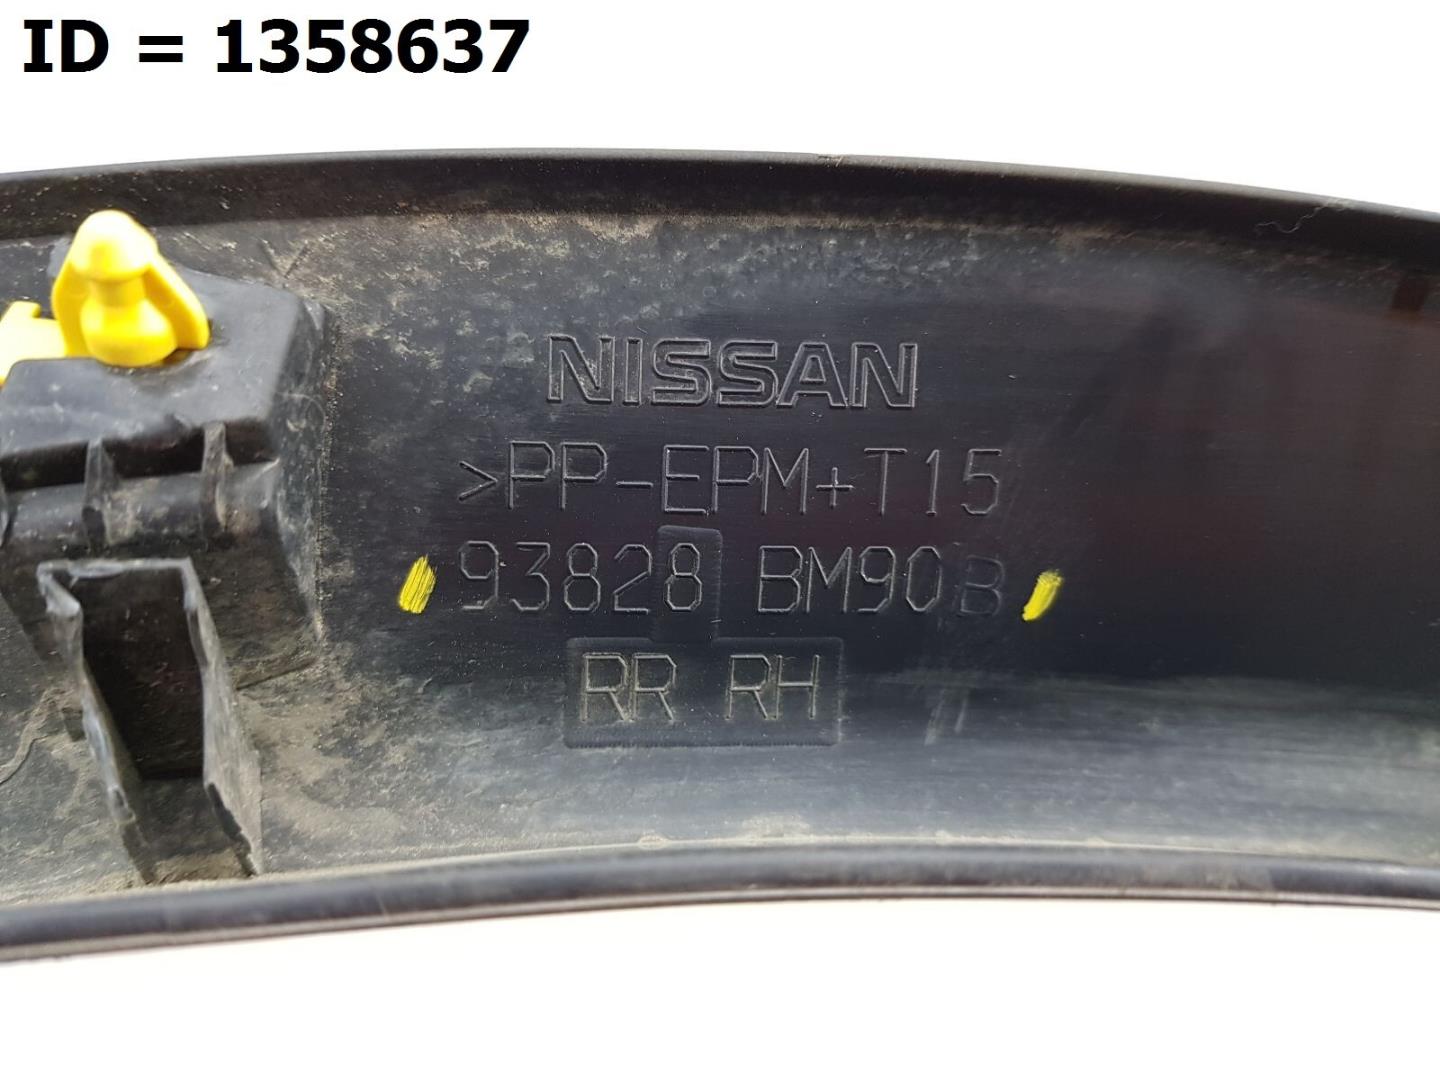 ID = 1358637
NISSAN
>PP-EPM+T15
93828 BM90B
RR RH